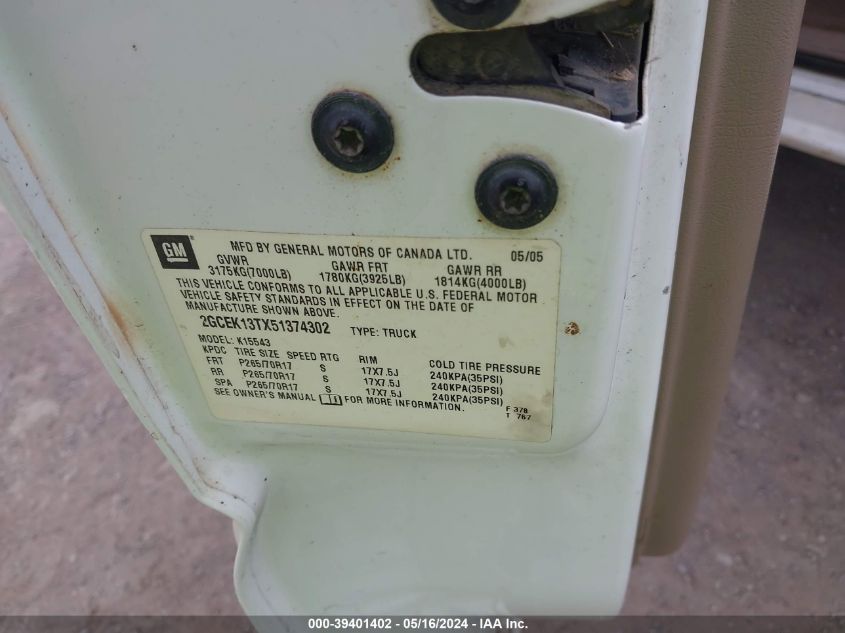 GM
MFD BY GENERAL MOTORS OF CANADA LTD. 05/05
GVWR GAWR FRT GAWR RR
3175KG(7000LB) 1780KG(3925LB) 1814KG(4000LB)
THIS VEHICLE CONFORMS TO ALL APPLICABLE U.S. FEDERAL MOTOR
VEHICLE SAFETY STANDARDS IN EFFECT ON THE DATE OF
MANUFACTURE SHOWN ABOVE.
2GCEK13TX51374302 TYPE: TRUCK
MODEL: K15543
KPDC TIRE SIZE SPEED RTG RIM COLD TIRE PRESSURE
FRT P265/70R17 S 17X7.5J 240KPA(35PSI)
RR P265/70R17 S 17X7.5J 240KPA(35PSI)
SPA P265/70R17 S 17X7.5J 240KPA(35PSI)
SEE OWNER'S MANUAL FOR MORE INFORMATION.
F 378
T 767
000-39401402 - 05/16/2024 - IAA Inc.